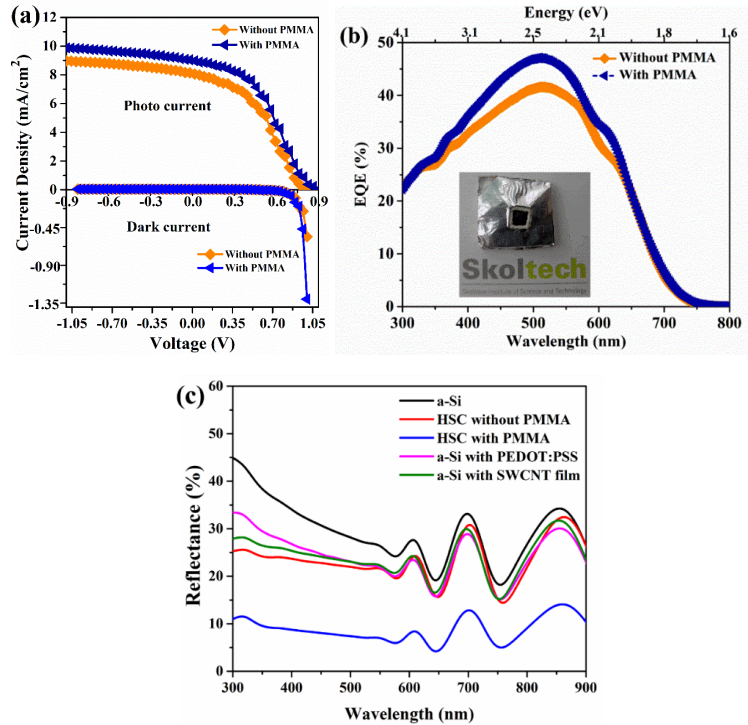 (a)
Current Density (mA/cm²)
12
10
8
6
4
2
0
-0.45
-0.90
-1.35
Without PMMA
With PMMA
Photo current
-0.9 -0.6 -0.3 0.0 0.3 0.6 0.9
Dark current
Without PMMA
With PMMA
-1.05 -0.70 -0.35 0.00 0.35 0.70 1.05
Voltage (V)
(b)
Energy (eV)
4,1 3,1 2,5 2,1 1,8 1,6
EQE (%)
50
40
30
20
10
0
Without PMMA
With PMMA
Skoltech
Skolkovo Institute of Science and Technology
300 400 500 600 700 800
Wavelength (nm)
(c)
Reflectance (%)
60
50
40
30
20
10
0
a-Si
HSC without PMMA
HSC with PMMA
a-Si with PEDOT:PSS
a-Si with SWCNT film
300 400 500 600 700 800 900
Wavelength (nm)